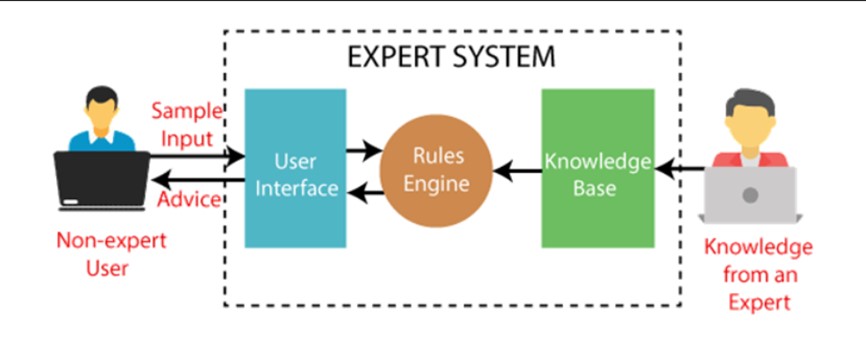 EXPERT SYSTEM
Sample
Input
Advice
Non-expert
User
User
Interface
Rules
Engine
Knowledge
Base
Knowledge
from an
Expert